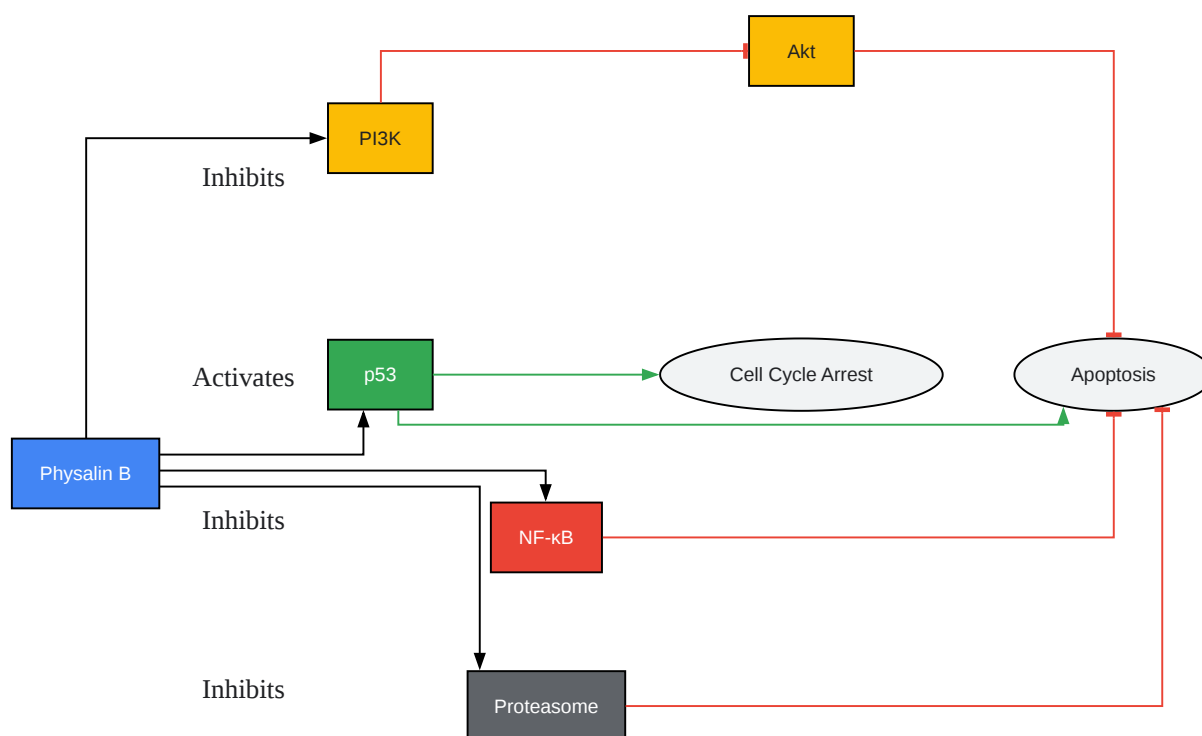 Akt
PI3K
Inhibits
Activates
p53
Cell Cycle Arrest
Apoptosis
Physalin B
Inhibits
NF-κB
Inhibits
Proteasome